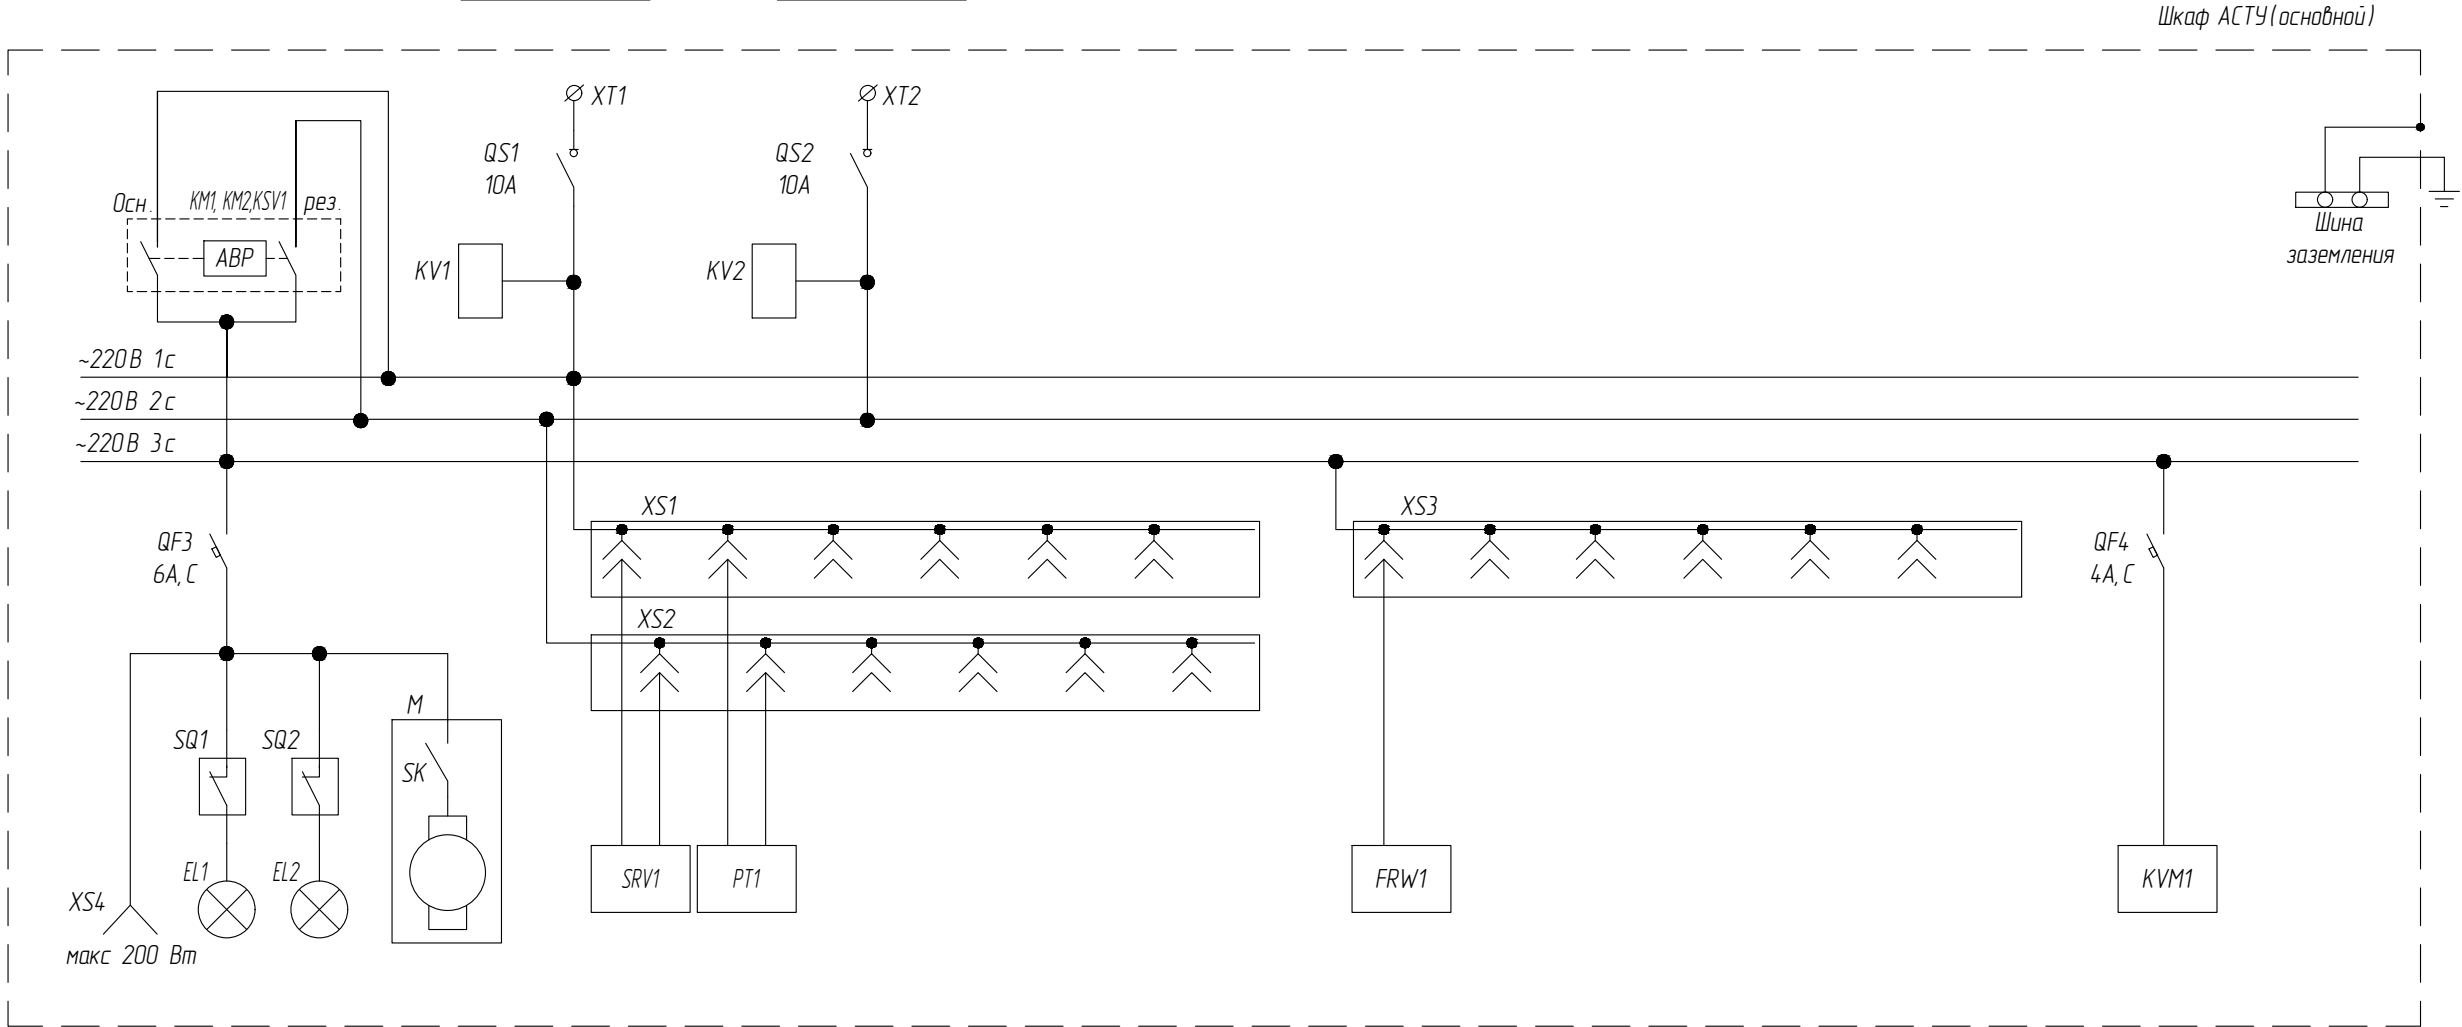 Шкаф АСТУ(основной)
XT1
XT2
QS1
10А
QS2
10А
Осн.
KM1, KM2,KSV1
рез.
АВР
KV1
KV2
Шина
заземления
~220В 1с
~220В 2с
~220В 3с
XS1
XS3
QF3
6А,С
QF4
4А,С
XS2
M
SQ1
SQ2
SK
EL1
EL2
SRV1
PT1
FRW1
KVM1
XS4
макс 200 Вт